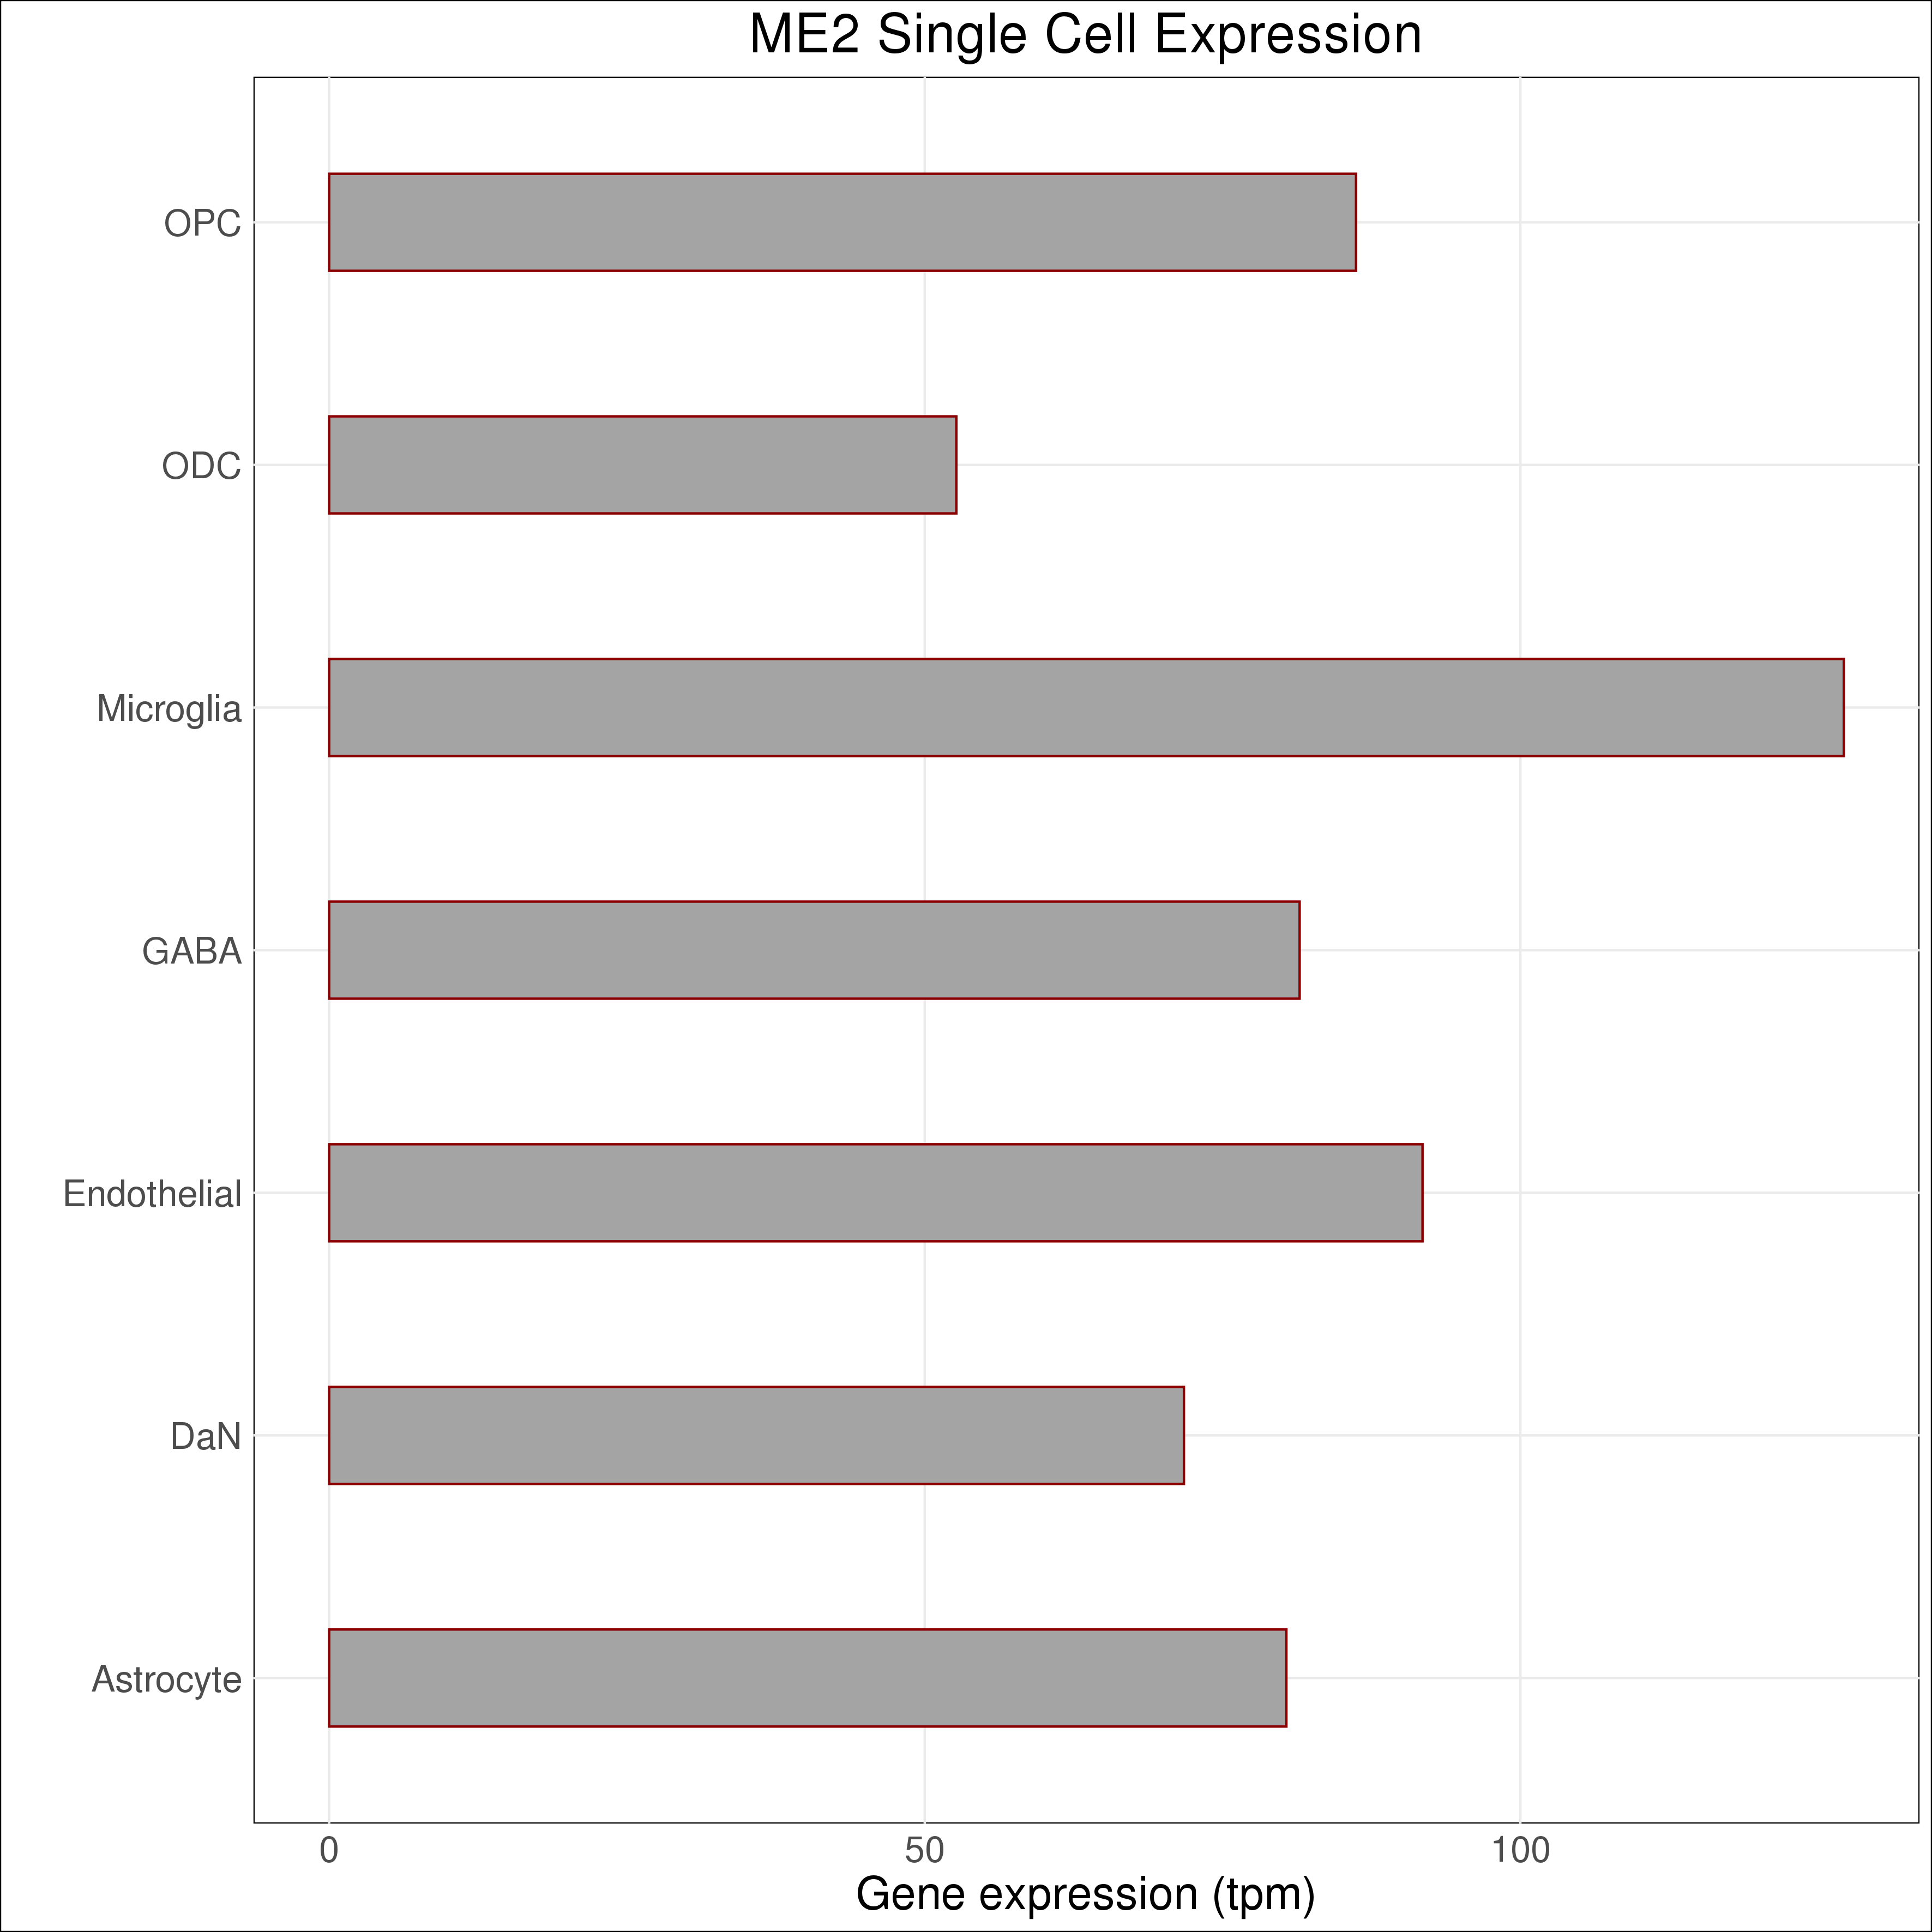 ME2 Single Cell Expression
OPC
ODC
Microglia
GABA
Endothelial
DaN
Astrocyte
0 50 100
Gene expression (tpm)